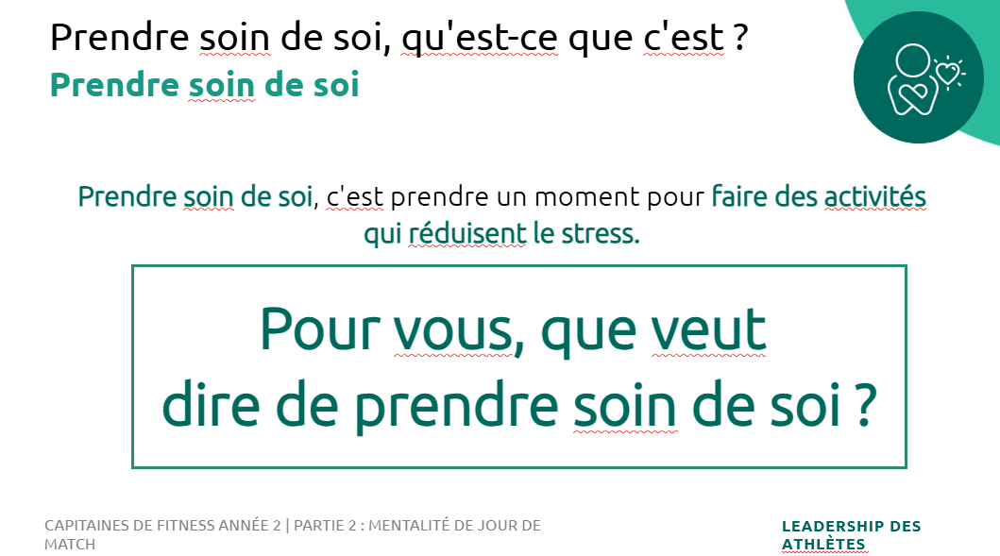 Prendre soin de soi, qu'est-ce que c'est ?
Prendre soin de soi
Prendre soin de soi, c'est prendre un moment pour faire des activités
qui réduisent le stress.
Pour vous, que veut
dire de prendre soin de soi ?
CAPITAINES DE FITNESS ANNÉE 2 | PARTIE 2 : MENTALITÉ DE JOUR DE
MATCH
LEADERSHIP DES
ATHLÈTES